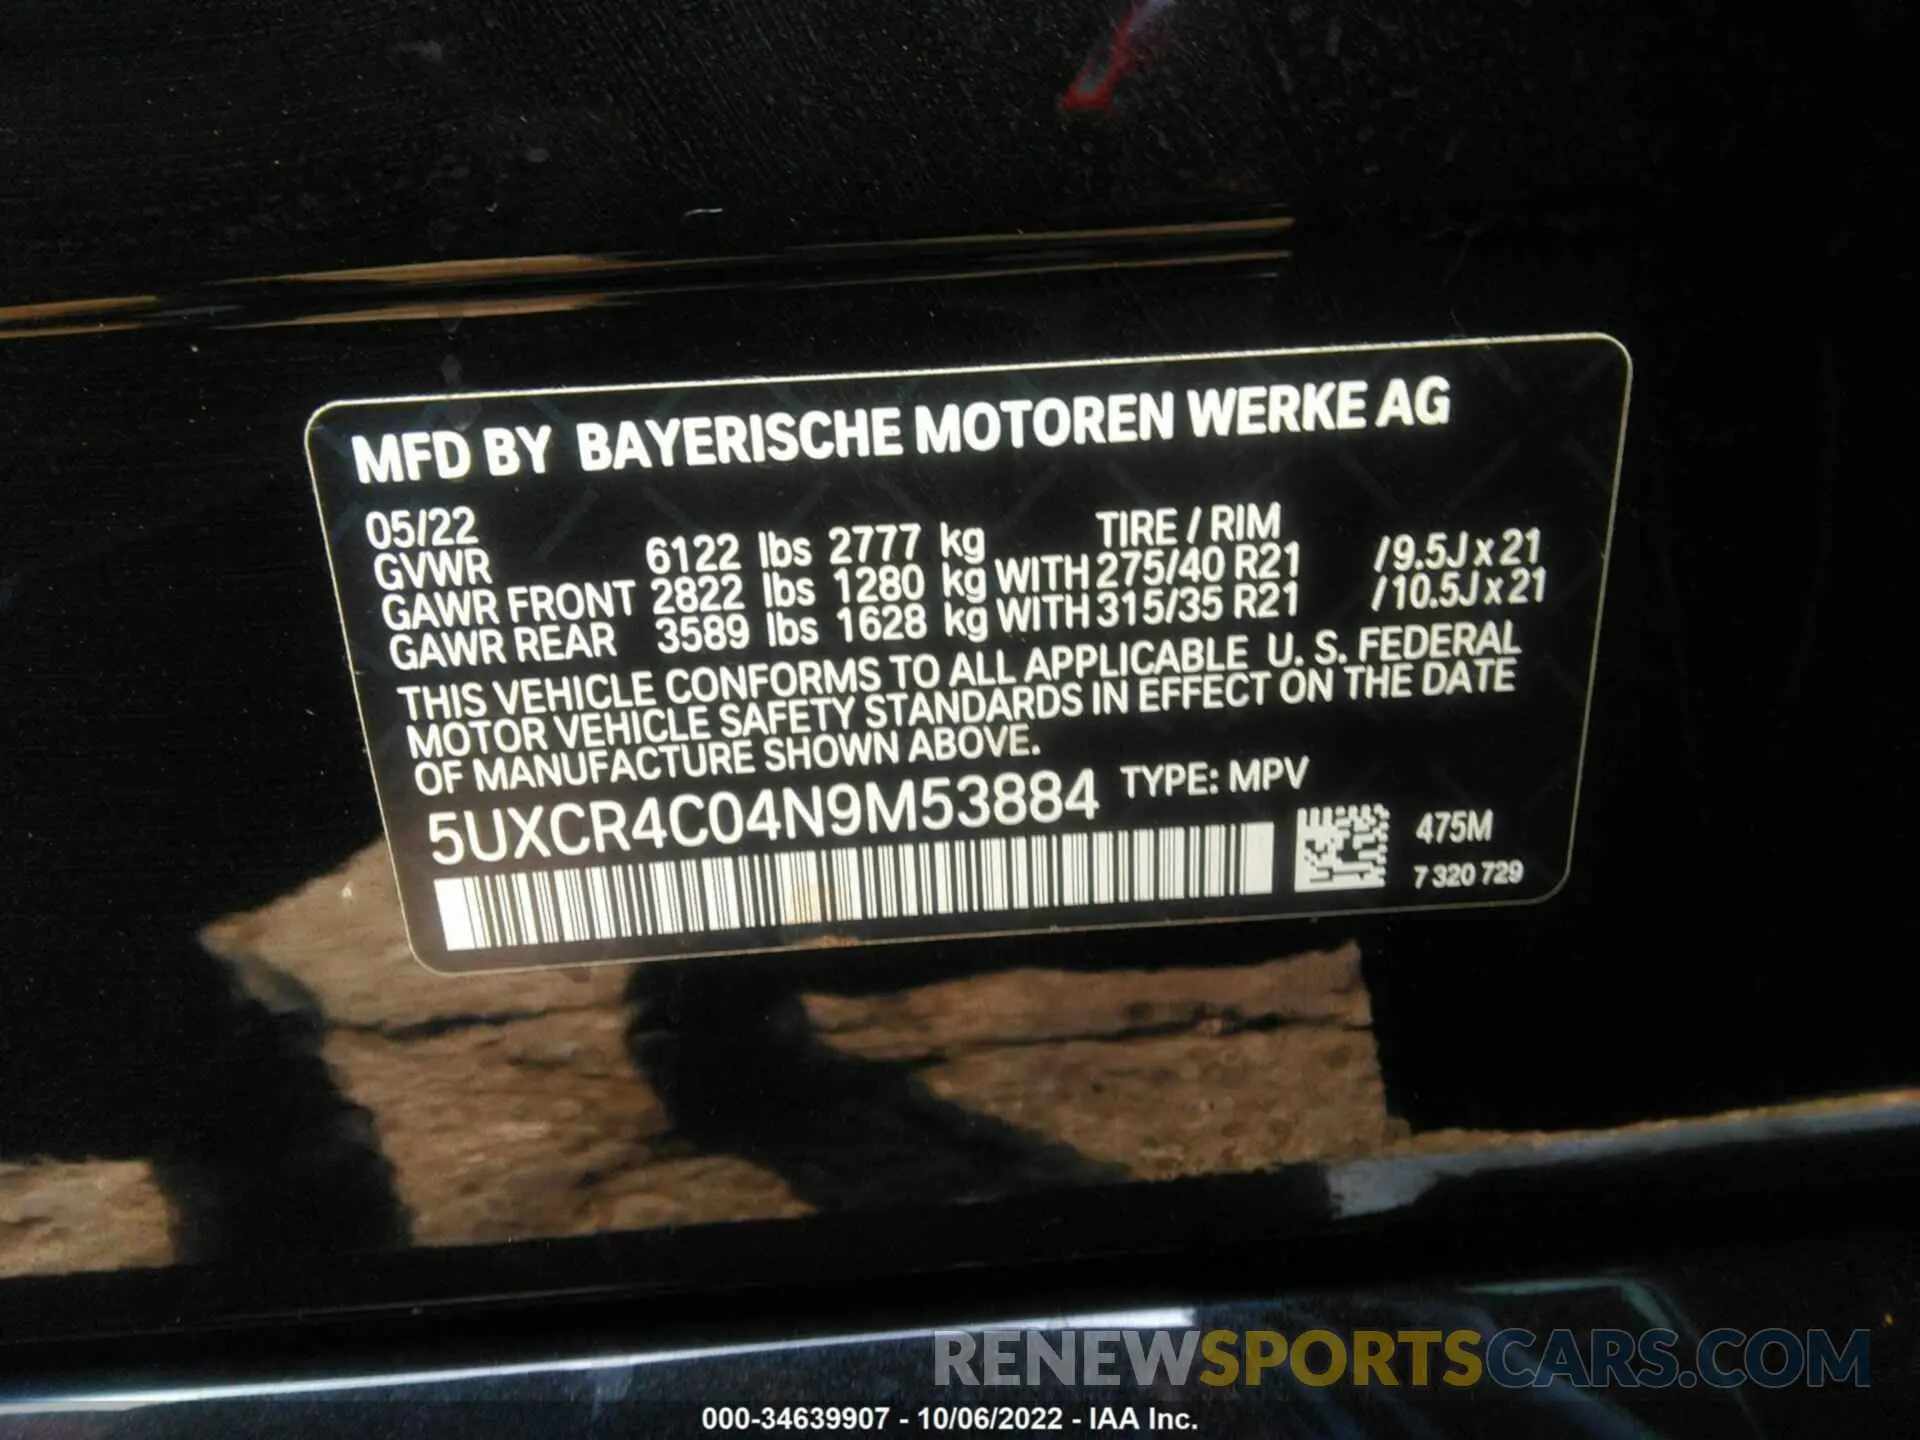 MFD BY BAYERISCHE MOTOREN WERKE AG
05/22 TIRE / RIM
GVWR 6122 lbs 2777 kg
GAWR FRONT 2822 lbs 1280 kg WITH 275/40 R21 /9.5J x 21
GAWR REAR 3589 lbs 1628 kg WITH 315/35 R21 /10.5J x 21
THIS VEHICLE CONFORMS TO ALL APPLICABLE U. S. FEDERAL
MOTOR VEHICLE SAFETY STANDARDS IN EFFECT ON THE DATE
OF MANUFACTURE SHOWN ABOVE.
5UXCR4C04N9M53884 TYPE: MPV
475M
7 320 729
RENEWSPORTSCARS.COM
000-34639907 - 10/06/2022 - IAA Inc.